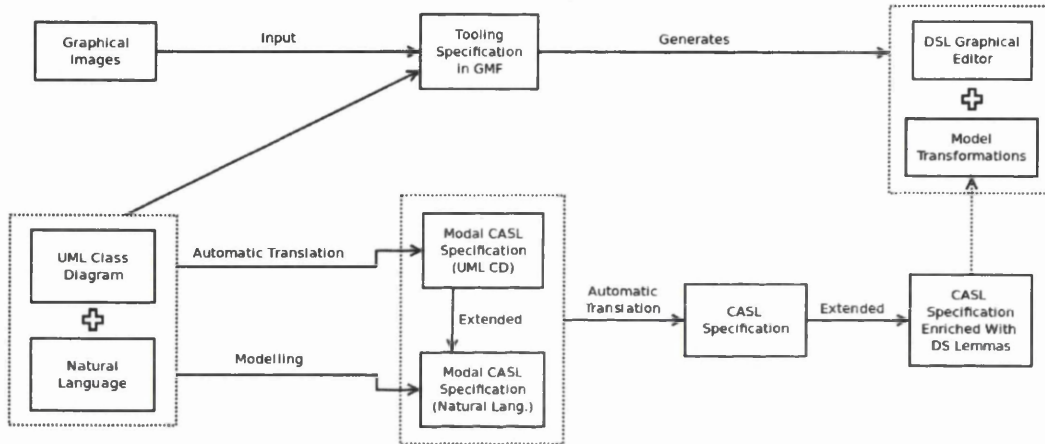 Graphical
Images
Input
Tooling
Specification
in GMF
Generates
DSL Graphical
Editor
Model
Transformations
UML Class
Diagram
Natural
Language
Automatic Translation
Modelling
Modal CASL
Specification
(UML CD)
Extended
Modal CASL
Specification
(Natural Lang.)
Automatic
Translation
CASL
Specification
Extended
CASL
Specification
Enriched With
DS Lemmas